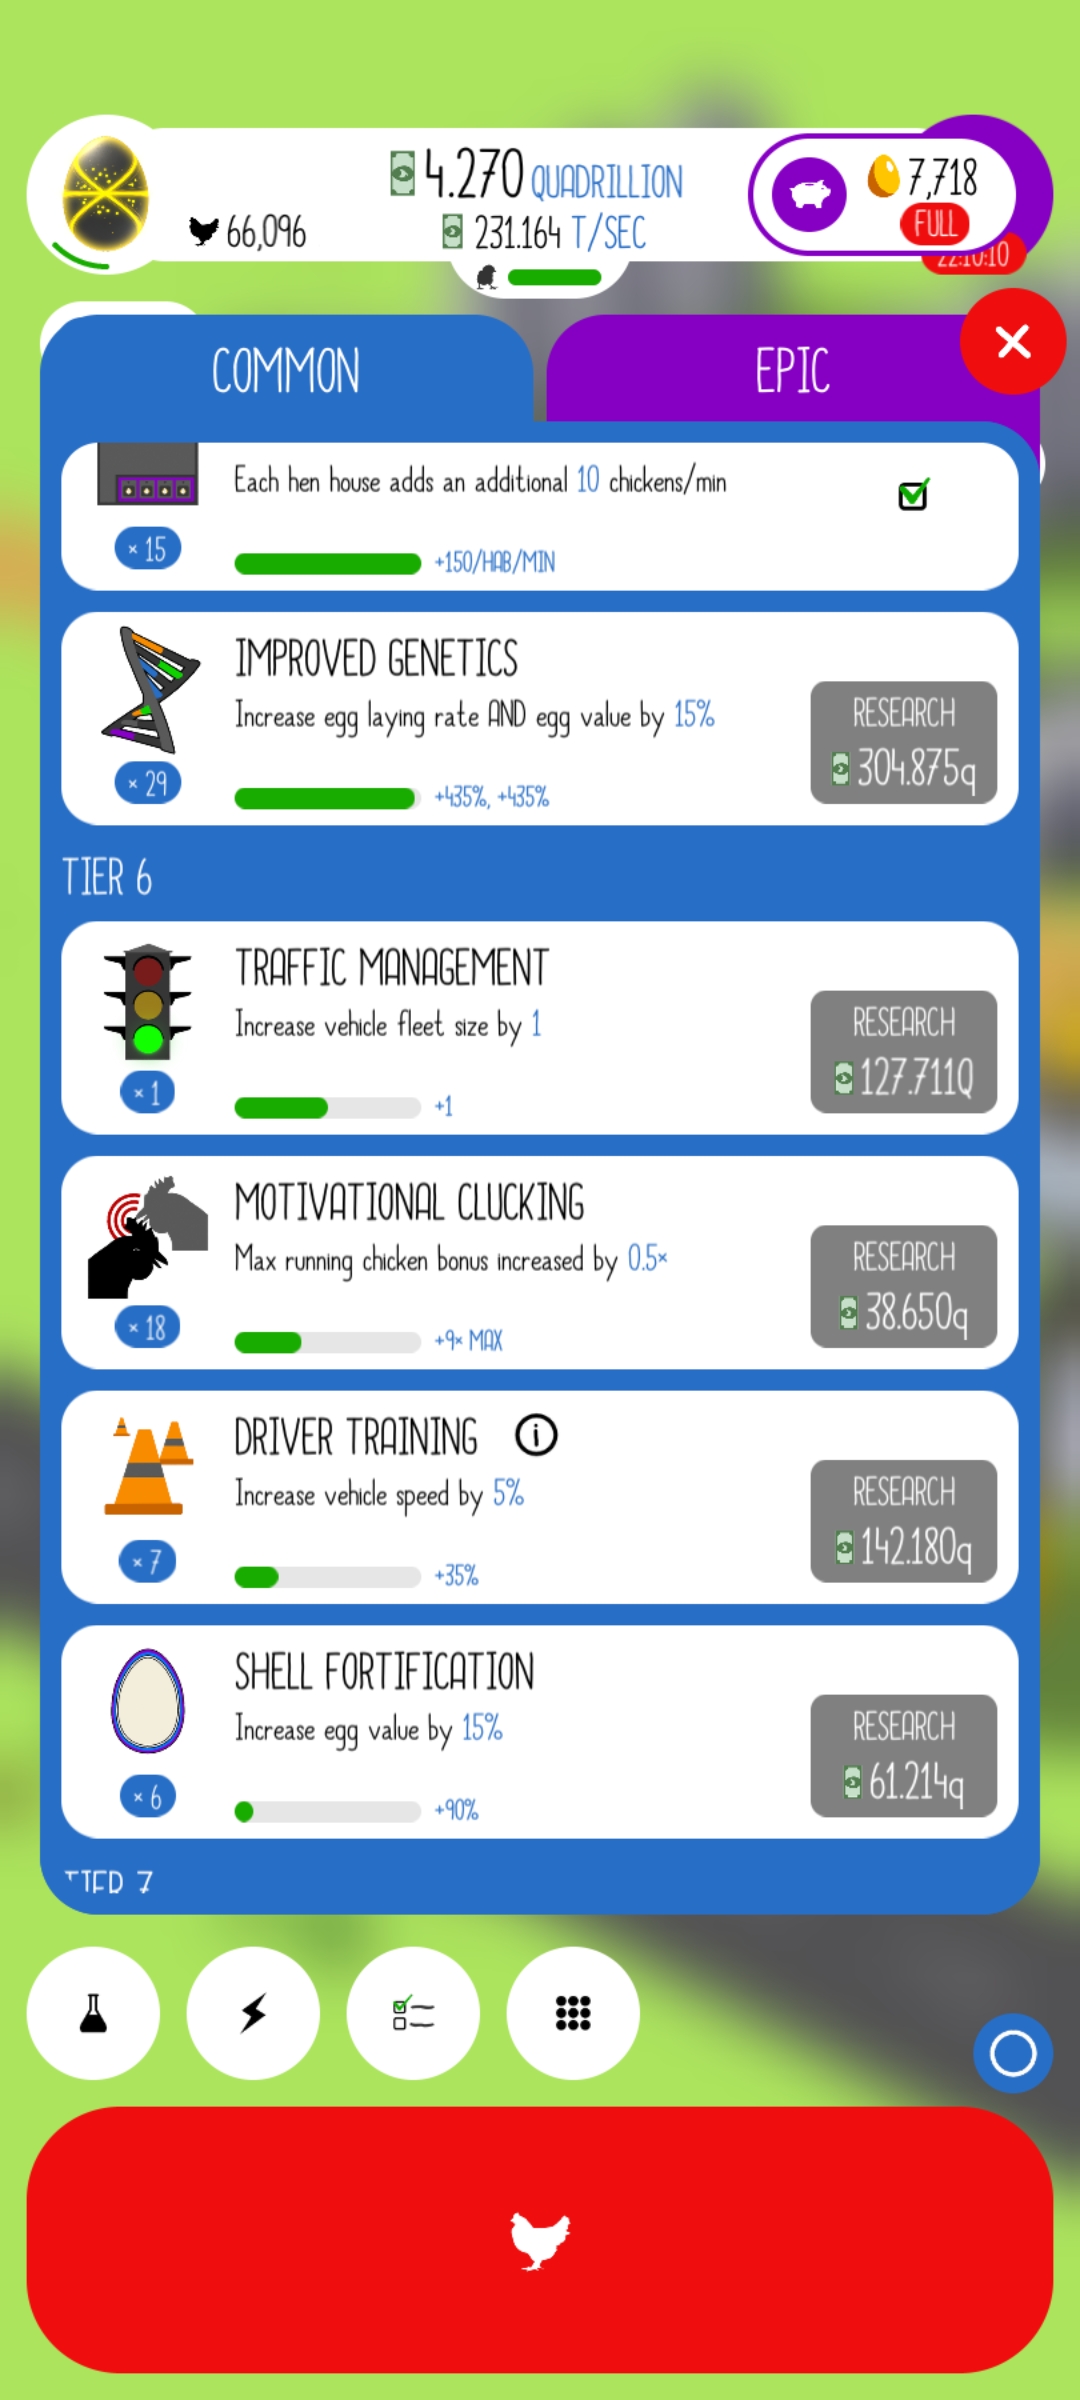 4.270 QUADRILLION
7,718
66,096
231.164 T/SEC
FULL
22:10:10
COMMON
EPIC
Each hen house adds an additional 10 chickens/min
× 15
+150/HAB/MIN
IMPROVED GENETICS
Increase egg laying rate AND egg value by 15%
RESEARCH
304.875q
× 29
+435%, +435%
TIER 6
TRAFFIC MANAGEMENT
Increase vehicle fleet size by 1
RESEARCH
127.711Q
× 1
+1
MOTIVATIONAL CLUCKING
Max running chicken bonus increased by 0.5×
RESEARCH
38.650q
× 18
+9× MAX
DRIVER TRAINING
Increase vehicle speed by 5%
RESEARCH
142.180q
× 7
+35%
SHELL FORTIFICATION
Increase egg value by 15%
RESEARCH
61.214q
× 6
+90%
TIER 7